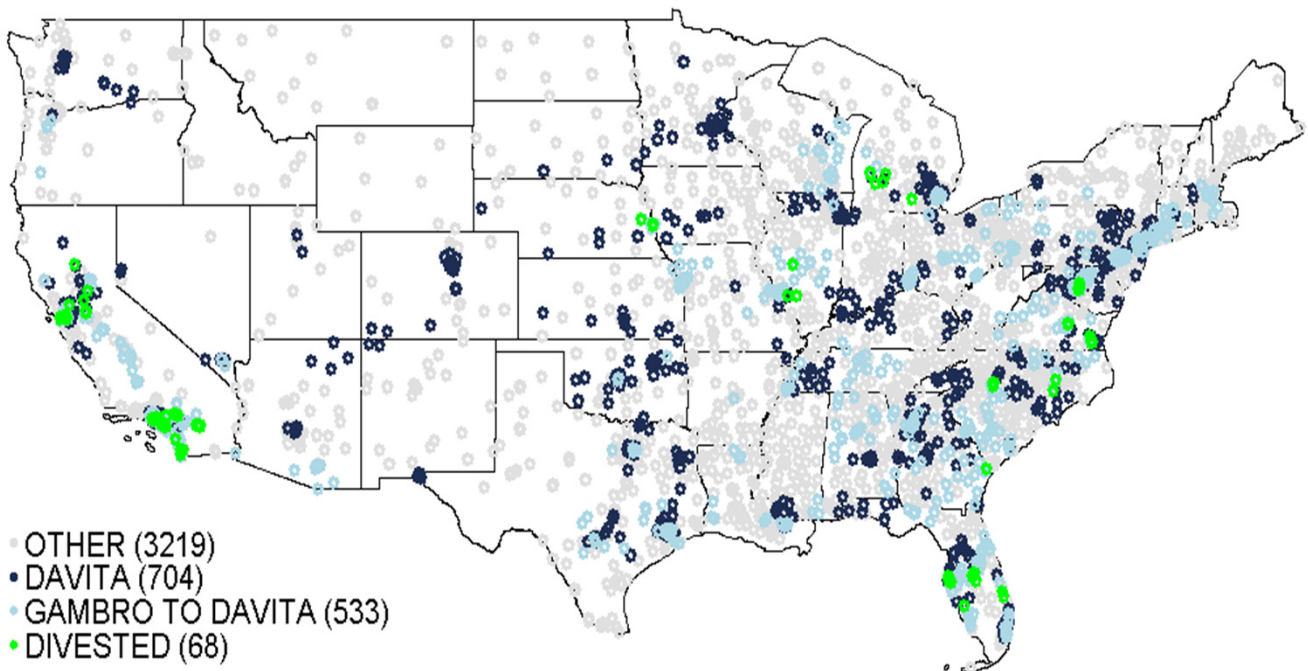 OTHER (3219)
DAVITA (704)
GAMBRO TO DAVITA (533)
DIVESTED (68)